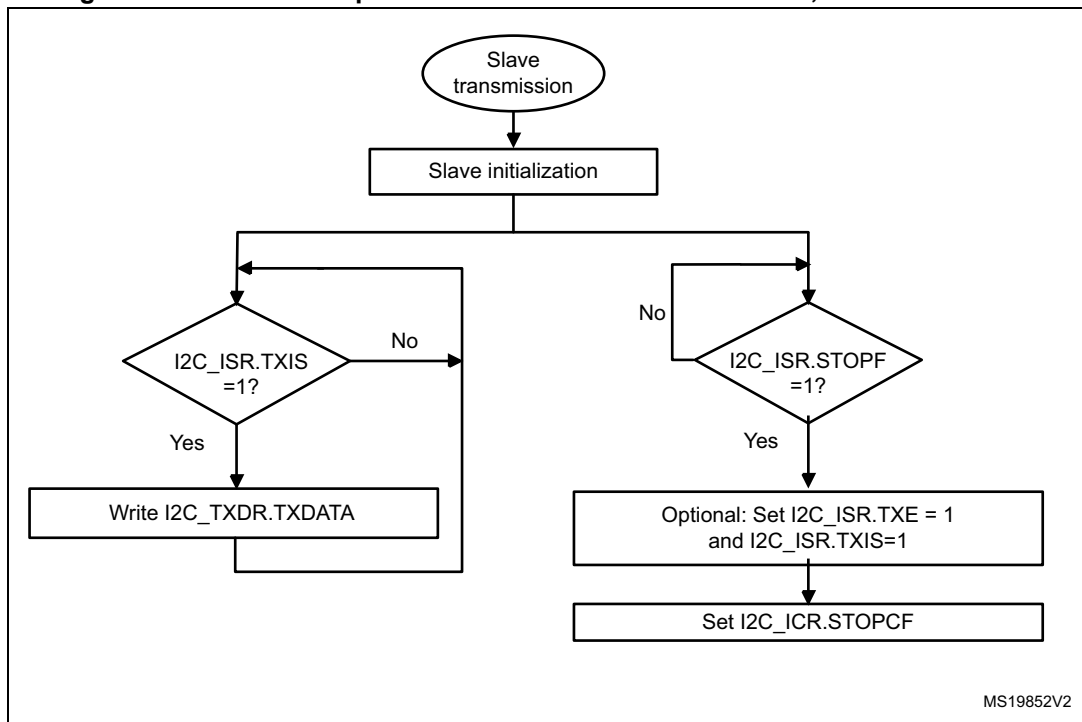 Slave
transmission
Slave initialization
I2C_ISR.TXIS
=1?
No
Yes
Write I2C_TXDR.TXDATA
No
I2C_ISR.STOPF
=1?
Yes
Optional: Set I2C_ISR.TXE = 1
and I2C_ISR.TXIS=1
Set I2C_ICR.STOPCF
MS19852V2